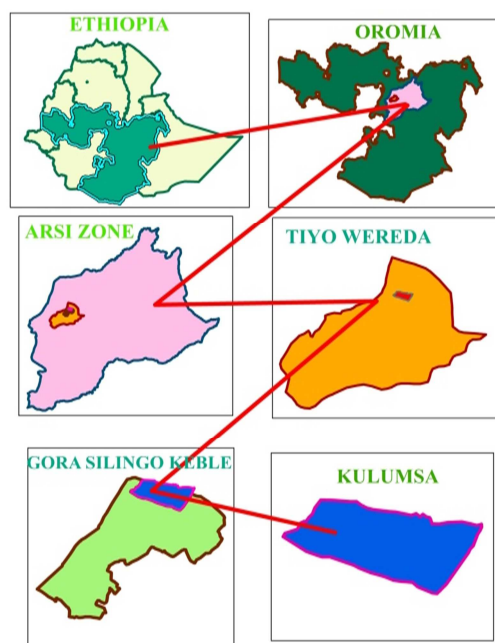 ETHIOPIA
OROMIA
ARSI ZONE
TIYO WEREDA
GORA SILINGO KEBLE
KULUMSA